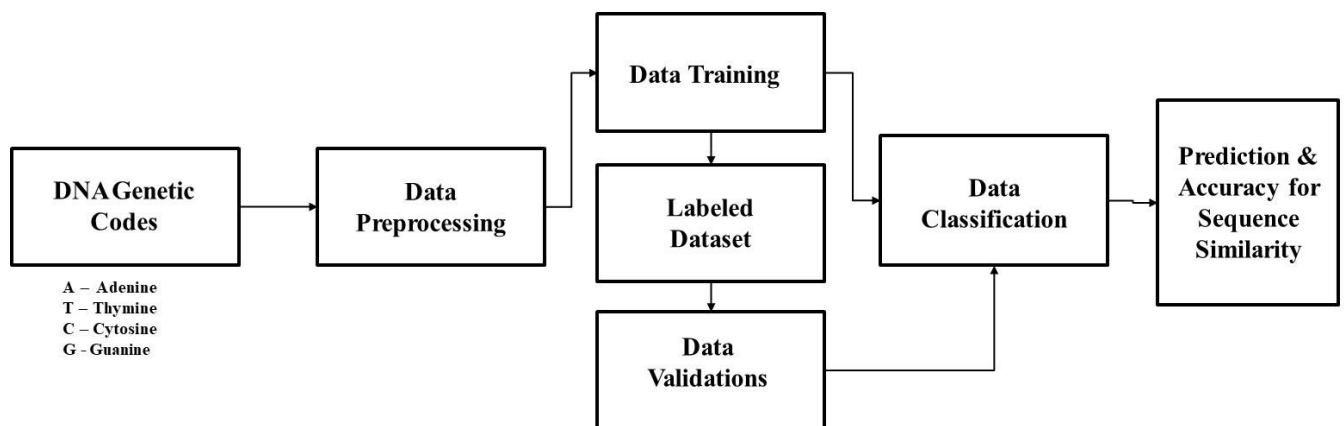 DNA Genetic
Codes
A – Adenine
T – Thymine
C – Cytosine
G - Guanine
Data
Preprocessing
Data Training
Labeled
Dataset
Data
Validations
Data
Classification
Prediction &
Accuracy for
Sequence
Similarity